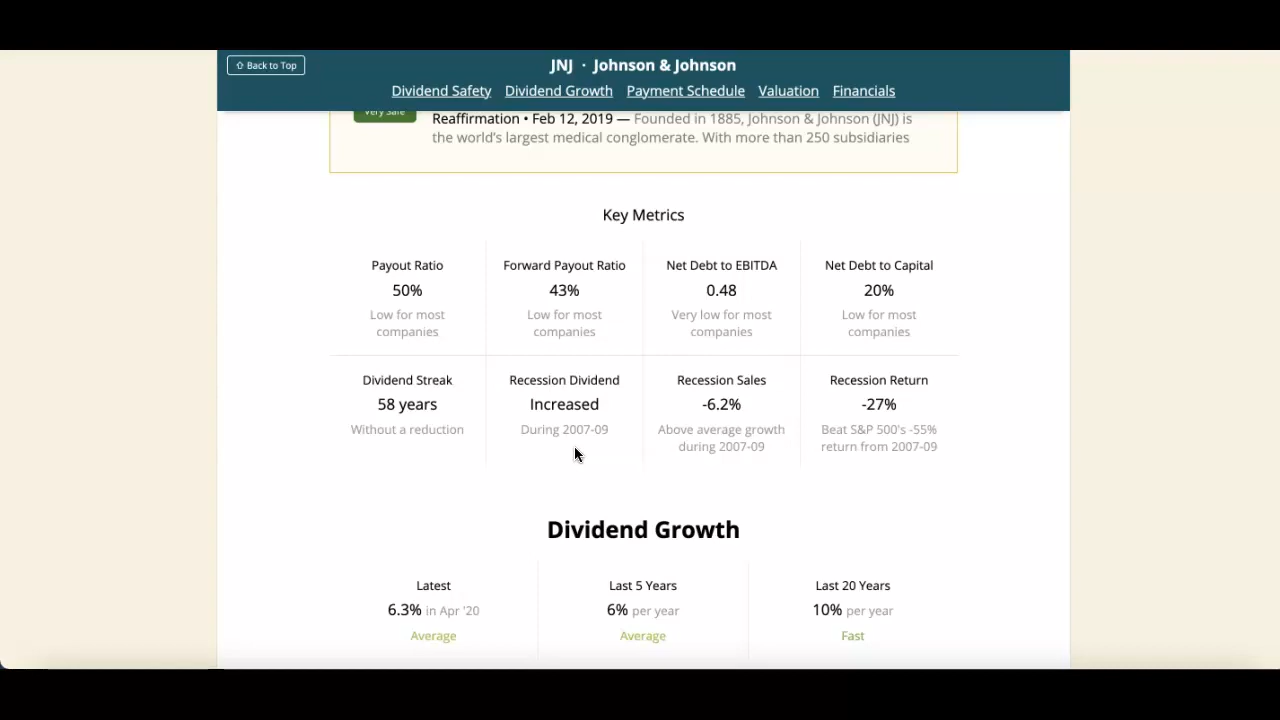 ⇧ Back to Top
JNJ · Johnson & Johnson
Dividend Safety Dividend Growth Payment Schedule Valuation Financials
Very Safe
Reaffirmation • Feb 12, 2019 — Founded in 1885, Johnson & Johnson (JNJ) is
the world's largest medical conglomerate. With more than 250 subsidiaries
Key Metrics
Payout Ratio Forward Payout Ratio Net Debt to EBITDA Net Debt to Capital
50% 43% 0.48 20%
Low for most Low for most Very low for most Low for most
companies companies companies companies
Dividend Streak Recession Dividend Recession Sales Recession Return
58 years Increased -6.2% -27%
Without a reduction During 2007-09 Above average growth Beat S&P 500's -55%
during 2007-09 return from 2007-09
Dividend Growth
Latest Last 5 Years Last 20 Years
6.3% in Apr '20 6% per year 10% per year
Average Average Fast